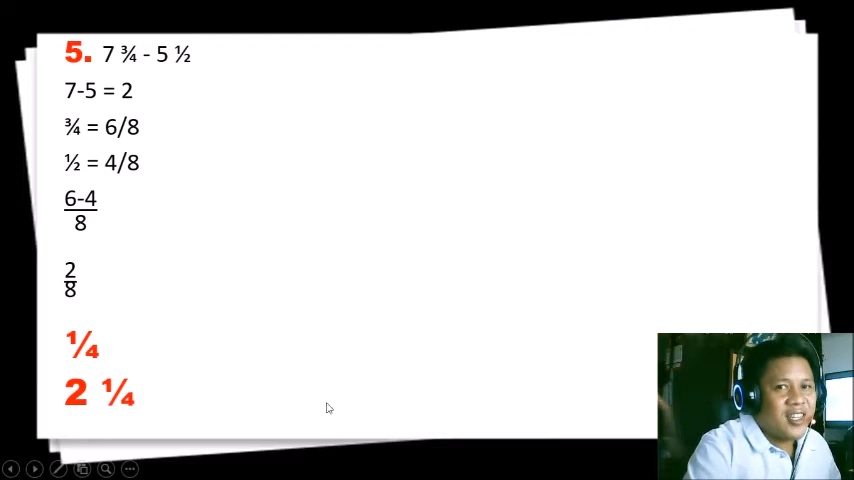 5. 7 ¾ - 5 ½
7-5 = 2
¾ = 6/8
½ = 4/8
6-4
8
2
8
¼
2 ¼